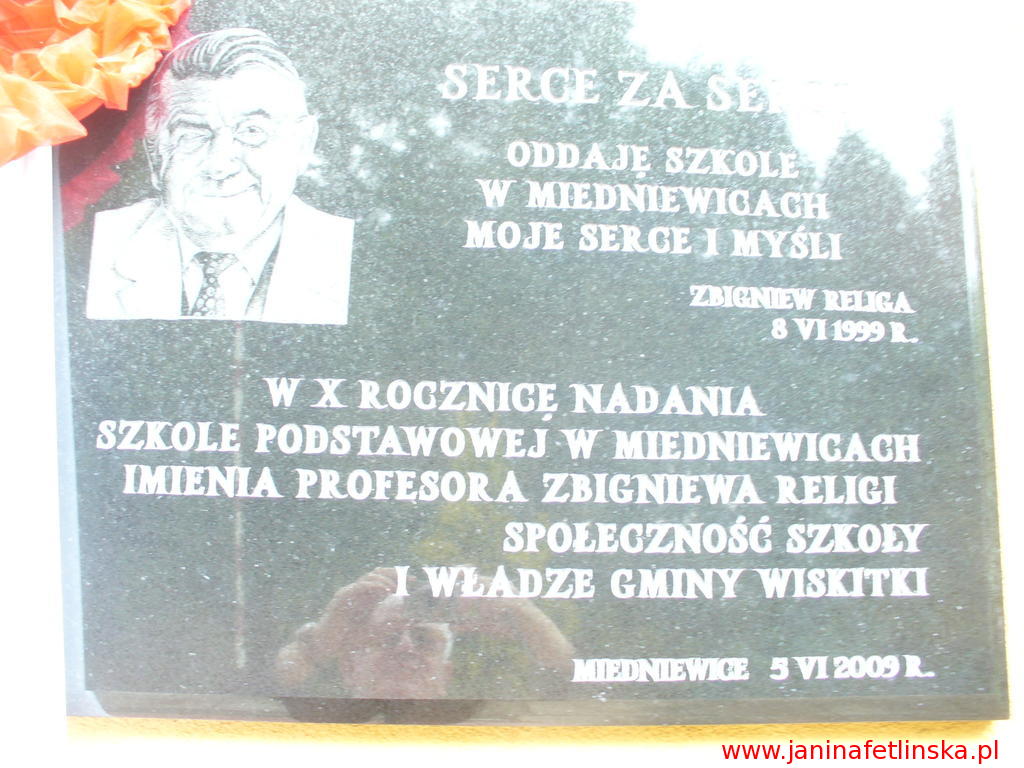 SERCE ZA
ODDAJĘ SZKOLE
W MIEDNIEWICACH
MOJE SERCE I MYŚLI
ZBIGNIEW RELIGA
8 VI 1999 R.
W X ROCZNICĘ NADANIA
SZKOLE PODSTAWOWEJ W MIEDNIEWICACH
IMIENIA PROFESORA ZBIGNIEWA RELIGI
SPOŁECZNOŚĆ SZKOŁY
I WŁADZE GMINY WISKITKI
MIEDNIEWICE 5 VI 2009 R.
www.janinafetlinska.pl